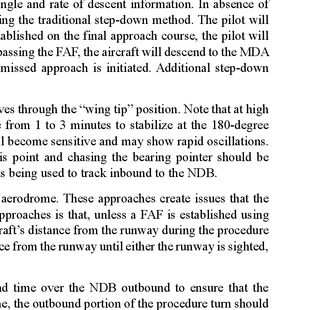 ngle and rate of descent information. In absence of
ing the traditional step-down method. The pilot will
ablished on the final approach course, the pilot will
passing the FAF, the aircraft will descend to the MDA
missed approach is initiated. Additional step-down
ves through the “wing tip” position. Note that at high
e from 1 to 3 minutes to stabilize at the 180-degree
ll become sensitive and may show rapid oscillations.
is point and chasing the bearing pointer should be
s being used to track inbound to the NDB.
aerodrome. These approaches create issues that the
pproaches is that, unless a FAF is established using
raft’s distance from the runway during the procedure
ce from the runway until either the runway is sighted,
nd time over the NDB outbound to ensure that the
ne, the outbound portion of the procedure turn should